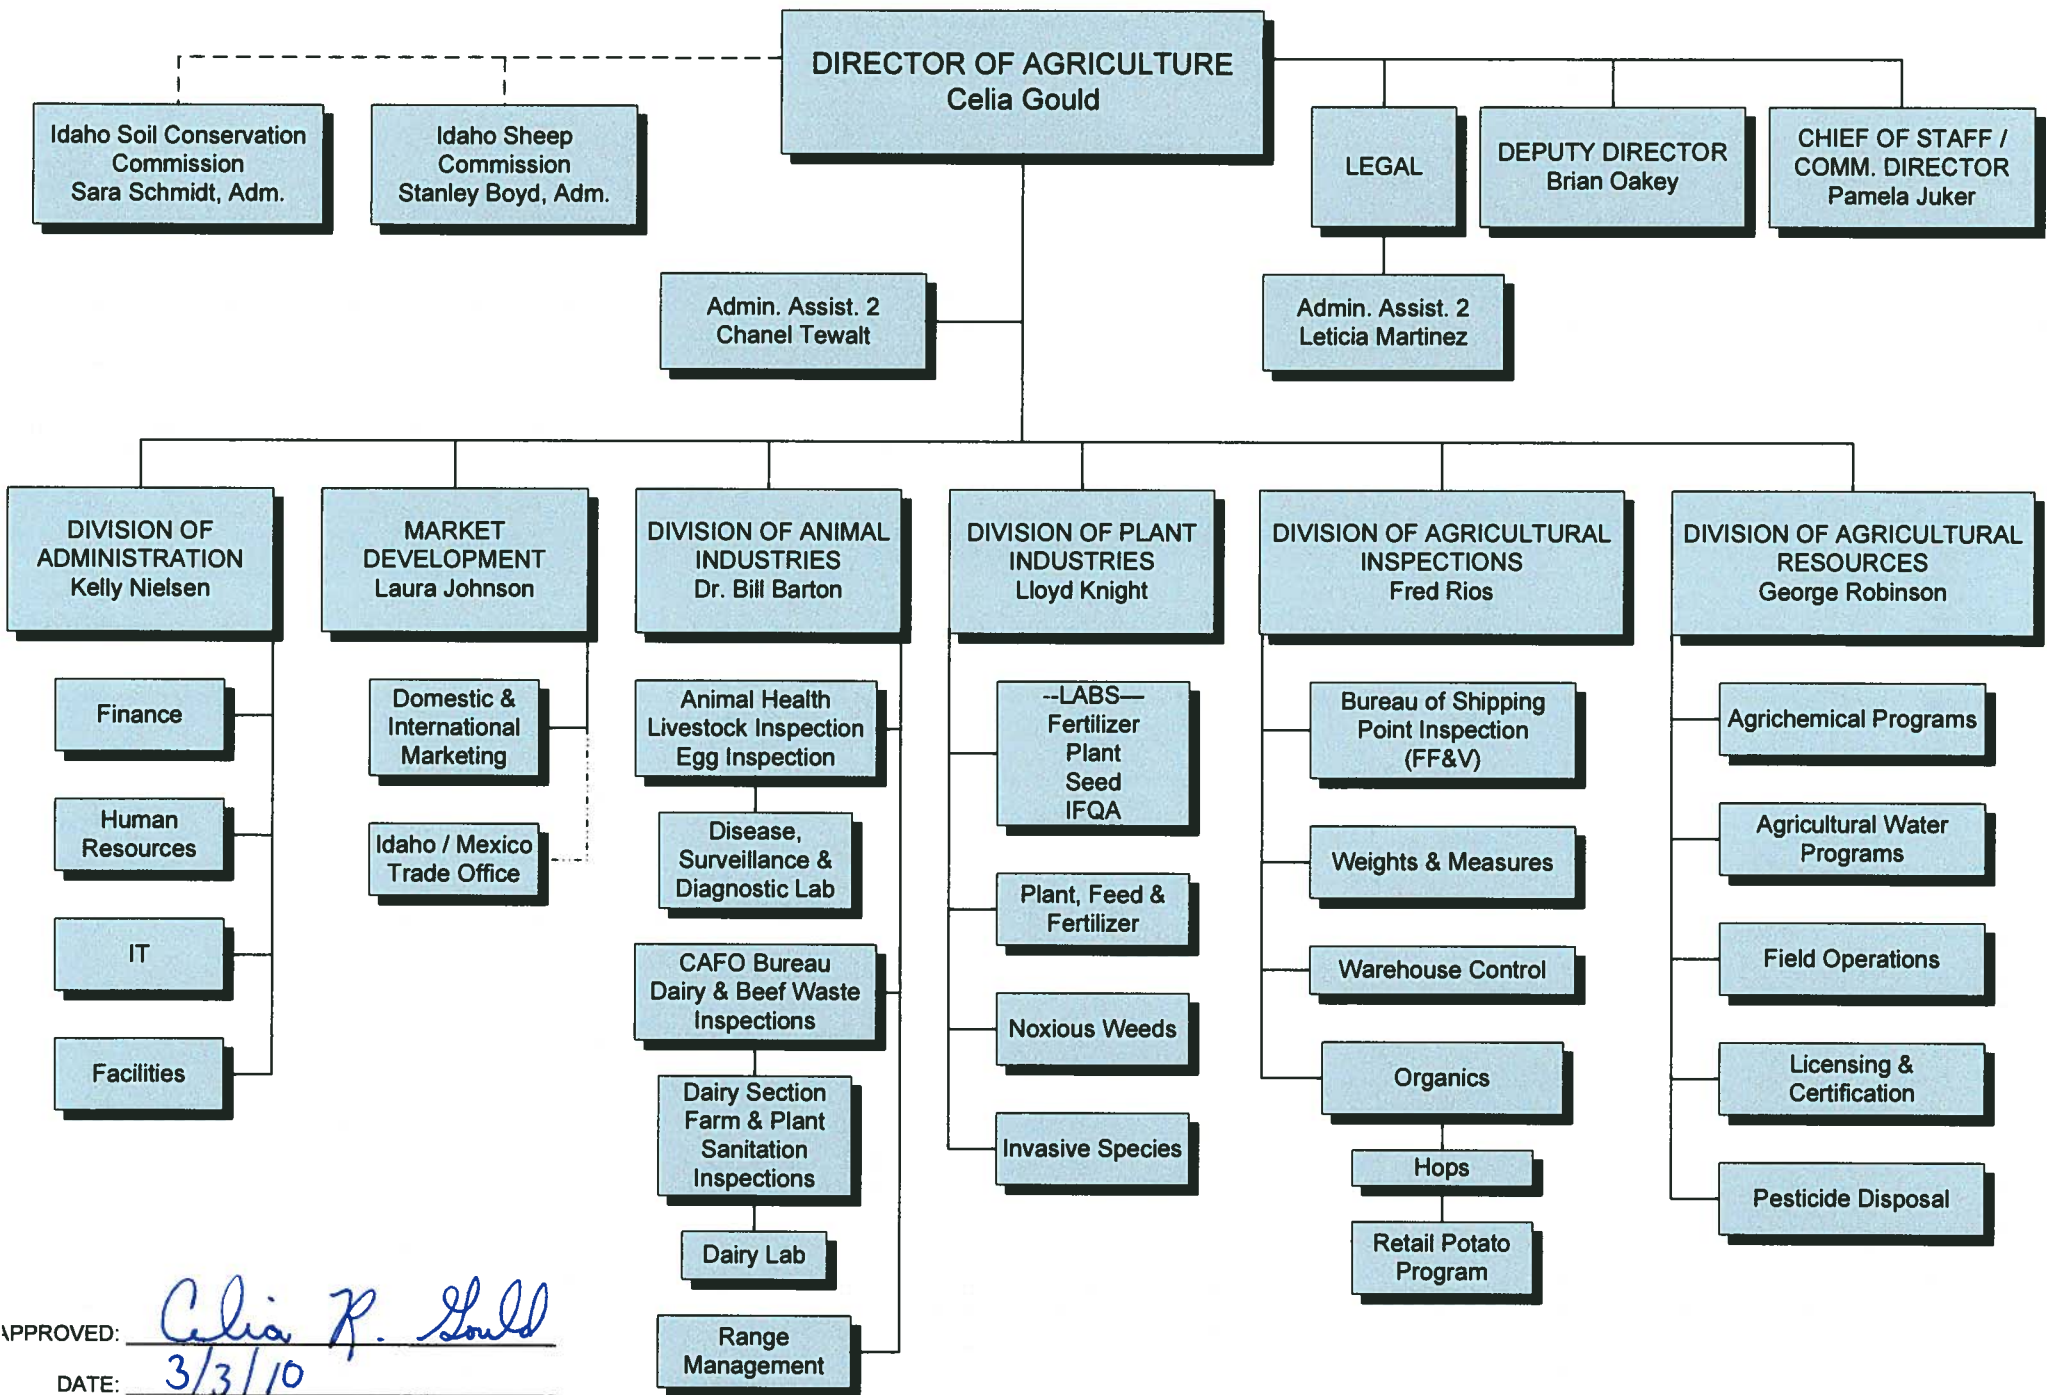 DIRECTOR OF AGRICULTURE
Celia Gould
Idaho Soil Conservation
Commission
Sara Schmidt, Adm.
Idaho Sheep
Commission
Stanley Boyd, Adm.
LEGAL
DEPUTY DIRECTOR
Brian Oakey
CHIEF OF STAFF /
COMM. DIRECTOR
Pamela Juker
Admin. Assist. 2
Chanel Tewalt
Admin. Assist. 2
Leticia Martinez
DIVISION OF
ADMINISTRATION
Kelly Nielsen
Finance
Human
Resources
IT
Facilities
MARKET
DEVELOPMENT
Laura Johnson
Domestic &
International
Marketing
Idaho / Mexico
Trade Office
DIVISION OF ANIMAL
INDUSTRIES
Dr. Bill Barton
Animal Health
Livestock Inspection
Egg Inspection
Disease,
Surveillance &
Diagnostic Lab
CAFO Bureau
Dairy & Beef Waste
Inspections
Dairy Section
Farm & Plant
Sanitation
Inspections
Dairy Lab
Range
Management
DIVISION OF PLANT
INDUSTRIES
Lloyd Knight
--LABS—
Fertilizer
Plant
Seed
IFQA
Plant, Feed &
Fertilizer
Noxious Weeds
Invasive Species
DIVISION OF AGRICULTURAL
INSPECTIONS
Fred Rios
Bureau of Shipping
Point Inspection
(FF&V)
Weights & Measures
Warehouse Control
Organics
Hops
Retail Potato
Program
DIVISION OF AGRICULTURAL
RESOURCES
George Robinson
Agrichemical Programs
Agricultural Water
Programs
Field Operations
Licensing &
Certification
Pesticide Disposal
APPROVED: Celia R. Gould
DATE: 3/3/10